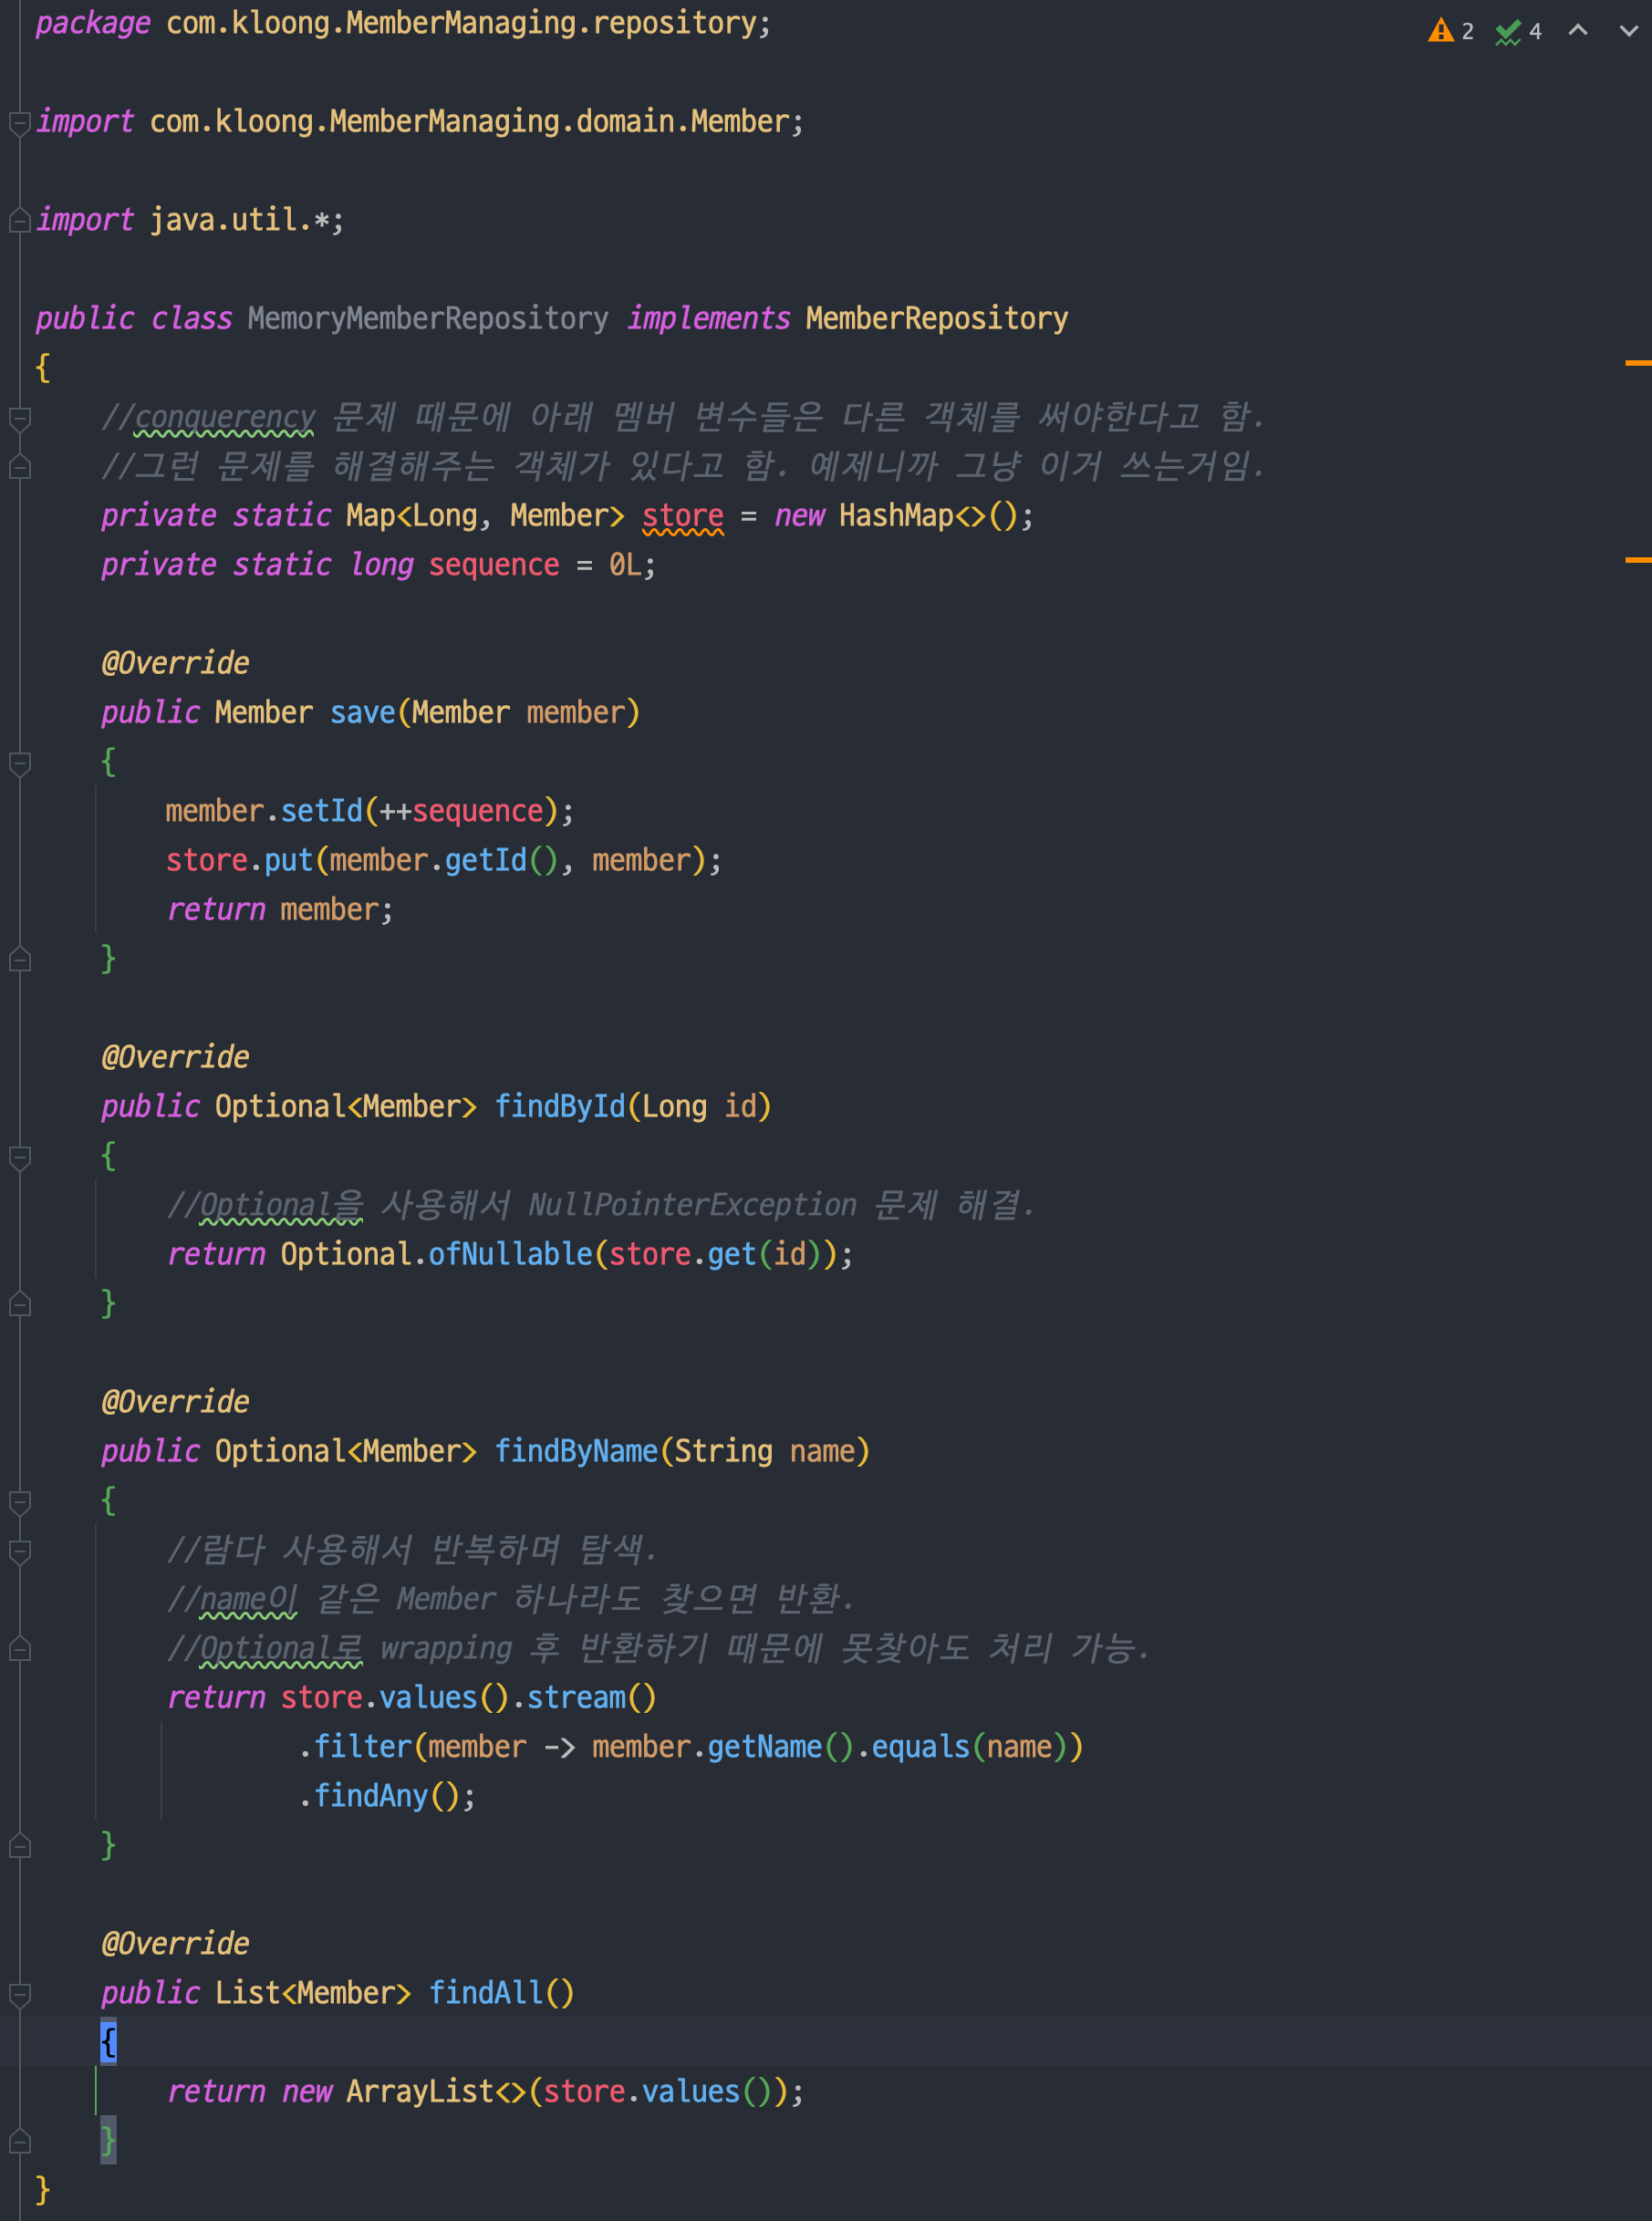 package com.kloong.MemberManaging.repository;
2 4
import com.kloong.MemberManaging.domain.Member;
import java.util.*;
public class MemoryMemberRepository implements MemberRepository
{
//conquerency 문제 때문에 아래 멤버 변수들은 다른 객체를 써야한다고 함.
//그런 문제를 해결해주는 객체가 있다고 함. 예제니까 그냥 이거 쓰는거임.
private static Map<Long, Member> store = new HashMap<>();
private static long sequence = 0L;
@Override
public Member save(Member member)
{
member.setId(++sequence);
store.put(member.getId(), member);
return member;
}
@Override
public Optional<Member> findById(Long id)
{
//Optional을 사용해서 NullPointerException 문제 해결.
return Optional.ofNullable(store.get(id));
}
@Override
public Optional<Member> findByName(String name)
{
//람다 사용해서 반복하며 탐색.
//name이 같은 Member 하나라도 찾으면 반환.
//Optional로 wrapping 후 반환하기 때문에 못찾아도 처리 가능.
return store.values().stream()
.filter(member -> member.getName().equals(name))
.findAny();
}
@Override
public List<Member> findAll()
{
return new ArrayList<>(store.values());
}
}